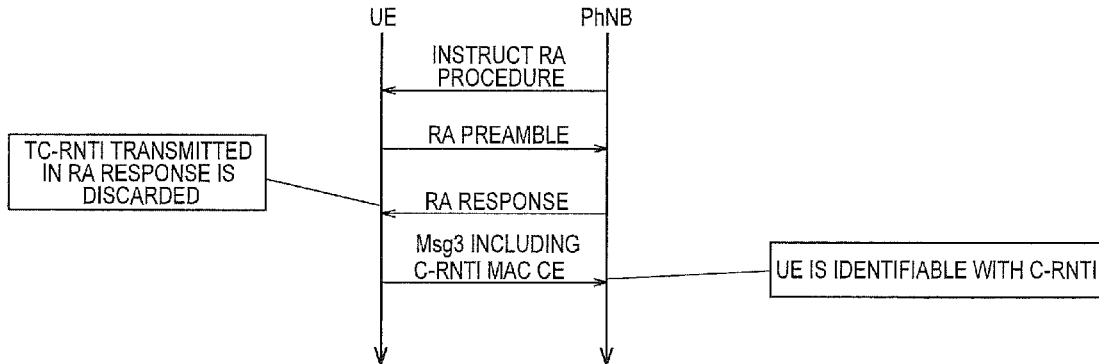 UE
PhNB
INSTRUCT RA
PROCEDURE
RA PREAMBLE
TC-RNTI TRANSMITTED
IN RA RESPONSE IS
DISCARDED
RA RESPONSE
Msg3 INCLUDING
C-RNTI MAC CE
UE IS IDENTIFIABLE WITH C-RNTI